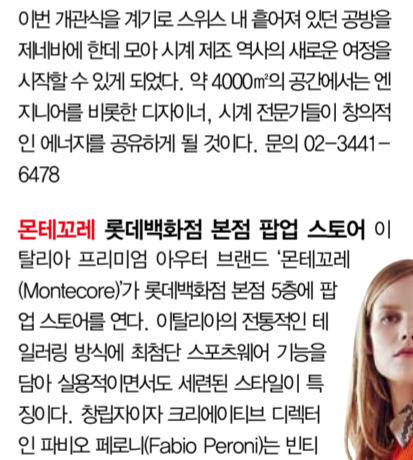 이번 개관식을 계기로 스위스 내 흩어져 있던 공방을
제네바에 한데 모아 시계 제조 역사의 새로운 여정을
시작할 수 있게 되었다. 약 4000㎡의 공간에서는 엔
지니어를 비롯한 디자이너, 시계 전문가들이 창의적
인 에너지를 공유하게 될 것이다. 문의 02-3441-
6478
몬테꼬레 롯데백화점 본점 팝업 스토어 이
탈리아 프리미엄 아우터 브랜드 ‘몬테꼬레
(Montecore)’가 롯데백화점 본점 5층에 팝
업 스토어를 연다. 이탈리아의 전통적인 테
일러링 방식에 최첨단 스포츠웨어 기능을
담아 실용적이면서도 세련된 스타일이 특
징이다. 창립자이자 크리에이티브 디렉터
인 파비오 페로니(Fabio Peroni)는 빈티